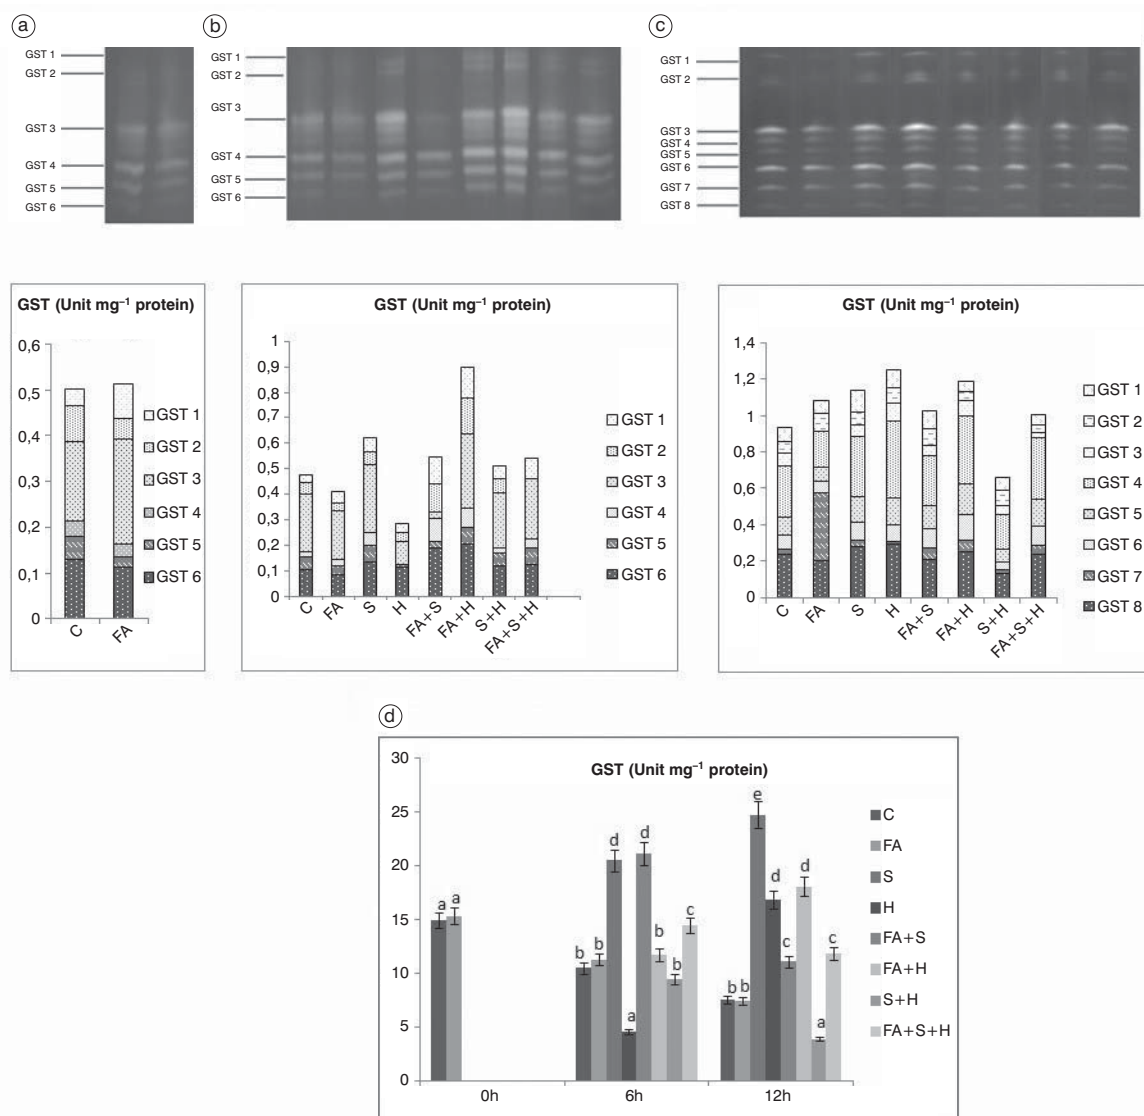 a
GST 1
GST 2
GST 3
GST 4
GST 5
GST 6
b
GST 1
GST 2
GST 3
GST 4
GST 5
GST 6
c
GST 1
GST 2
GST 3
GST 4
GST 5
GST 6
GST 7
GST 8
GST (Unit mg⁻¹ protein)
0,6
0,5
0,4
0,3
0,2
0,1
0
C FA
GST 1
GST 2
GST 3
GST 4
GST 5
GST 6
GST (Unit mg⁻¹ protein)
1
0,9
0,8
0,7
0,6
0,5
0,4
0,3
0,2
0,1
0
C FA S H FA+S FA+H S+H FA+S+H
GST 1
GST 2
GST 3
GST 4
GST 5
GST 6
GST (Unit mg⁻¹ protein)
1,4
1,2
1
0,8
0,6
0,4
0,2
0
C FA S H FA+S FA+H S+H FA+S+H
GST 1
GST 2
GST 3
GST 4
GST 5
GST 6
GST 7
GST 8
d
GST (Unit mg⁻¹ protein)
30
25
20
15
10
5
0
a a
b b d a d b b c
b b e d c d a c
0h 6h 12h
C
FA
S
H
FA+S
FA+H
S+H
FA+S+H